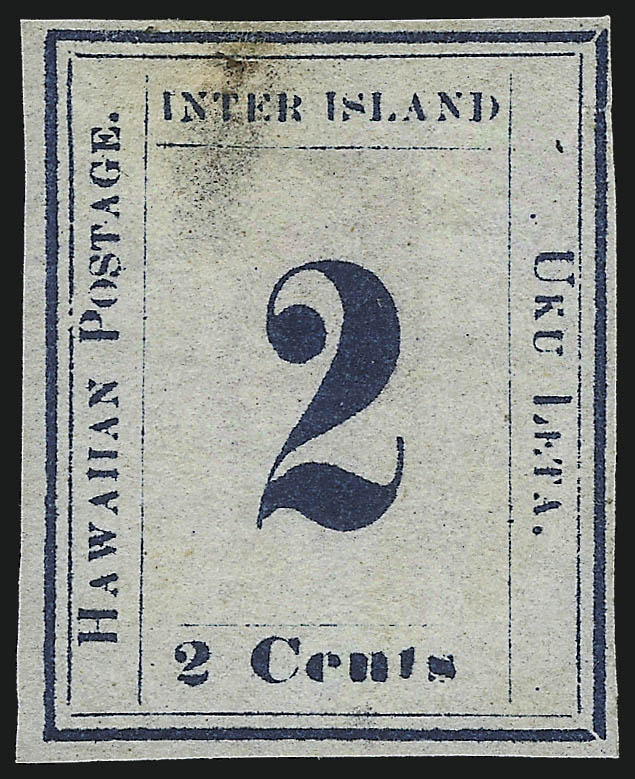 INTER ISLAND
HAWAIIAN POSTAGE.
2
UKU LETA.
2 Cents